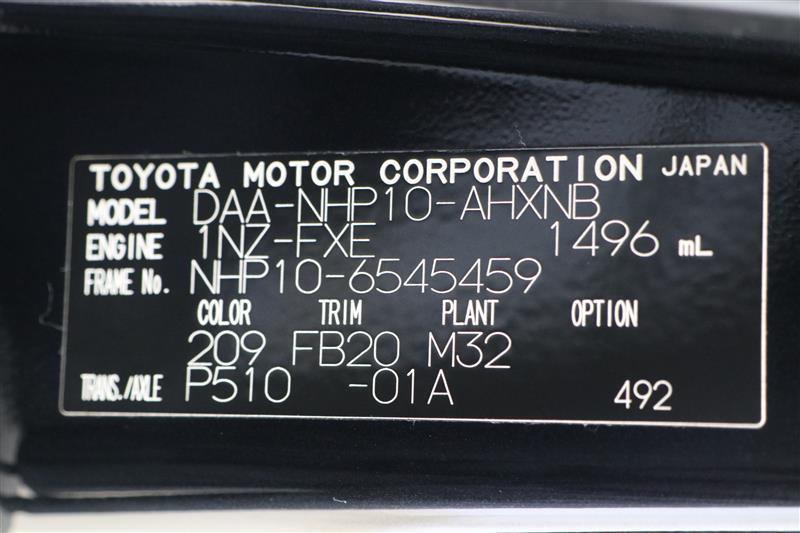 TOYOTA MOTOR CORPORATION JAPAN
MODEL DAA-NHP10-AHXNB
ENGINE 1NZ-FXE 1496 mL
FRAME No. NHP10-6545459
COLOR TRIM PLANT OPTION
209 FB20 M32
TRANS./AXLE P510 -01A 492